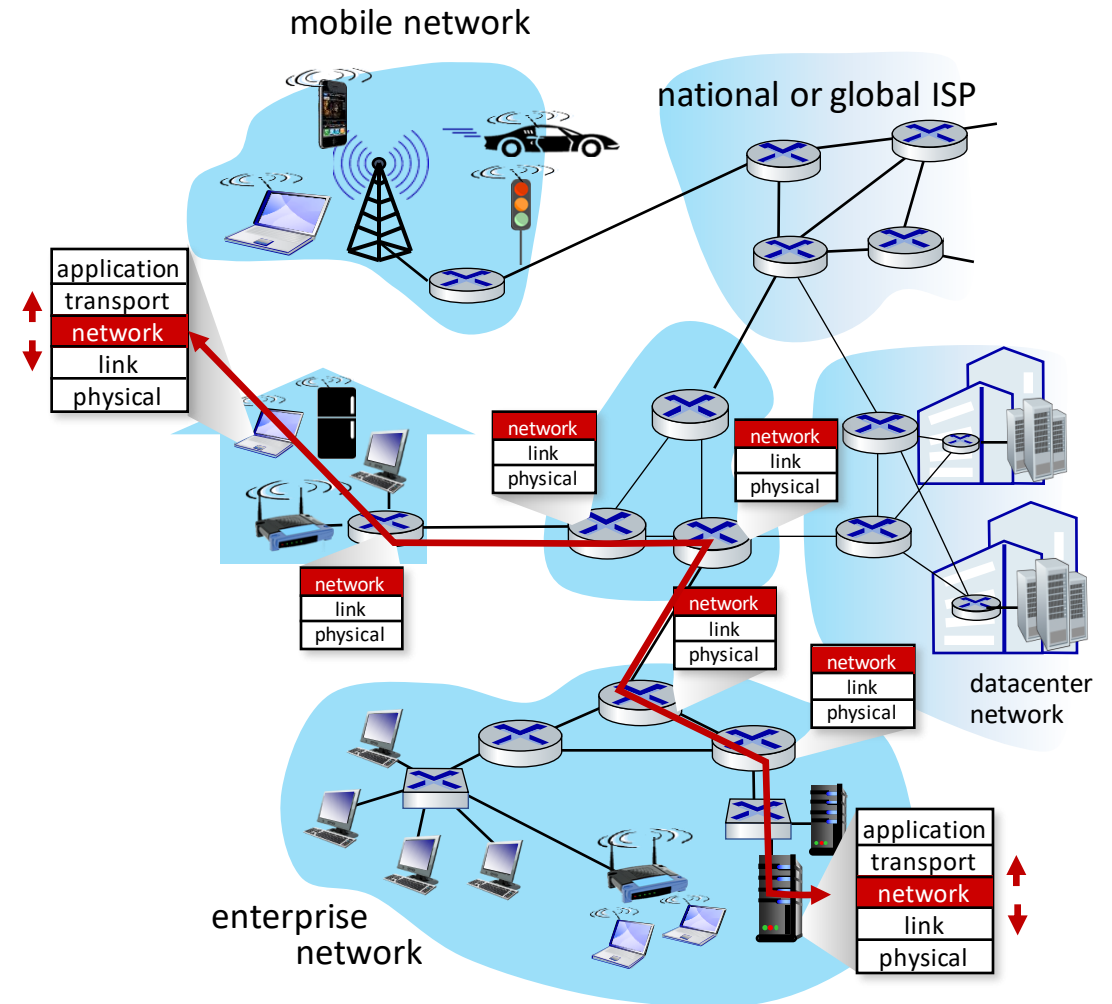 mobile network
national or global ISP
application
transport
network
link
physical
network
link
physical
network
link
physical
network
link
physical
network
link
physical
network
link
physical
datacenter
network
application
transport
network
link
physical
enterprise
network